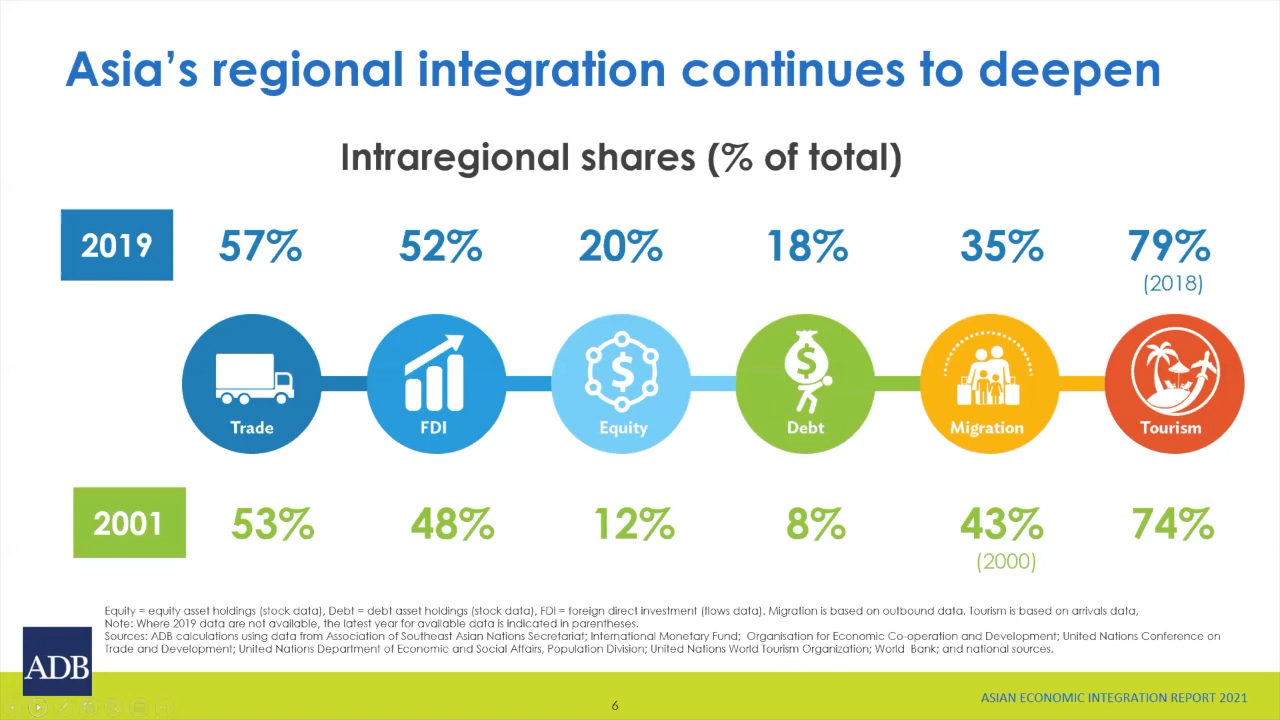 Asia's regional integration continues to deepen
Intraregional shares (% of total)
2019 57% 52% 20% 18% 35% 79%
(2018)
Trade FDI Equity Debt Migration Tourism
2001 53% 48% 12% 8% 43% 74%
(2000)
Equity = equity asset holdings (stock data), Debt = debt asset holdings (stock data), FDI = foreign direct investment (flows data). Migration is based on outbound data. Tourism is based on arrivals data,
Note: Where 2019 data are not available, the latest year for available data is indicated in parentheses.
Sources: ADB calculations using data from Association of Southeast Asian Nations Secretariat; International Monetary Fund; Organisation for Economic Co-operation and Development; United Nations Conference on
Trade and Development; United Nations Department of Economic and Social Affairs, Population Division; United Nations World Tourism Organization; World Bank; and national sources.
ADB
6
ASIAN ECONOMIC INTEGRATION REPORT 2021